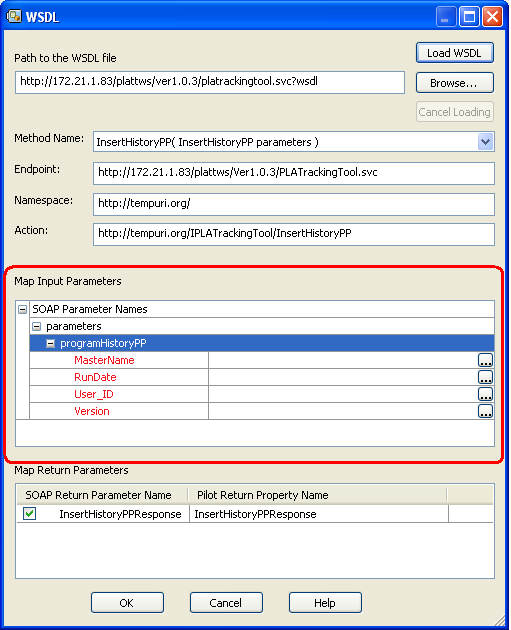 WSDL
Path to the WSDL file
Load WSDL
http://172.21.1.83/plattws/ver1.0.3/platrackingtool.svc?wsdl
Browse...
Cancel Loading
Method Name: InsertHistoryPP( InsertHistoryPP parameters )
Endpoint: http://172.21.1.83/plattws/Ver1.0.3/PLATrackingTool.svc
Namespace: http://tempuri.org/
Action: http://tempuri.org/IPLATrackingTool/InsertHistoryPP
Map Input Parameters
SOAP Parameter Names
parameters
programHistoryPP
MasterName ...
RunDate ...
User_ID ...
Version ...
Map Return Parameters
SOAP Return Parameter Name Pilot Return Property Name
InsertHistoryPPResponse InsertHistoryPPResponse
OK Cancel Help